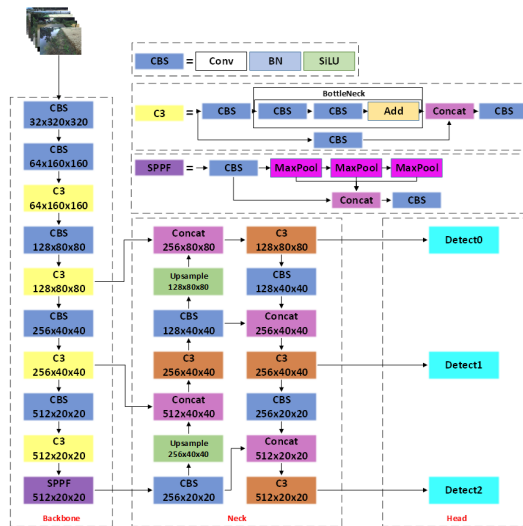 CBS = Conv BN SiLU
BottleNeck
C3 = CBS CBS CBS Add Concat CBS
CBS
SPPF = CBS MaxPool MaxPool MaxPool
Concat CBS
CBS
32x320x320
CBS
64x160x160
C3
64x160x160
CBS
128x80x80
C3
128x80x80
CBS
256x40x40
C3
256x40x40
CBS
512x20x20
C3
512x20x20
SPPF
512x20x20
Backbone
Concat
256x80x80
Upsample
128x80x80
CBS
128x40x40
C3
256x40x40
Concat
512x40x40
Upsample
256x40x40
CBS
256x20x20
C3
128x80x80
CBS
128x40x40
Concat
256x40x40
C3
256x40x40
CBS
256x20x20
Concat
512x20x20
C3
512x20x20
Neck
Detect0
Detect1
Detect2
Head